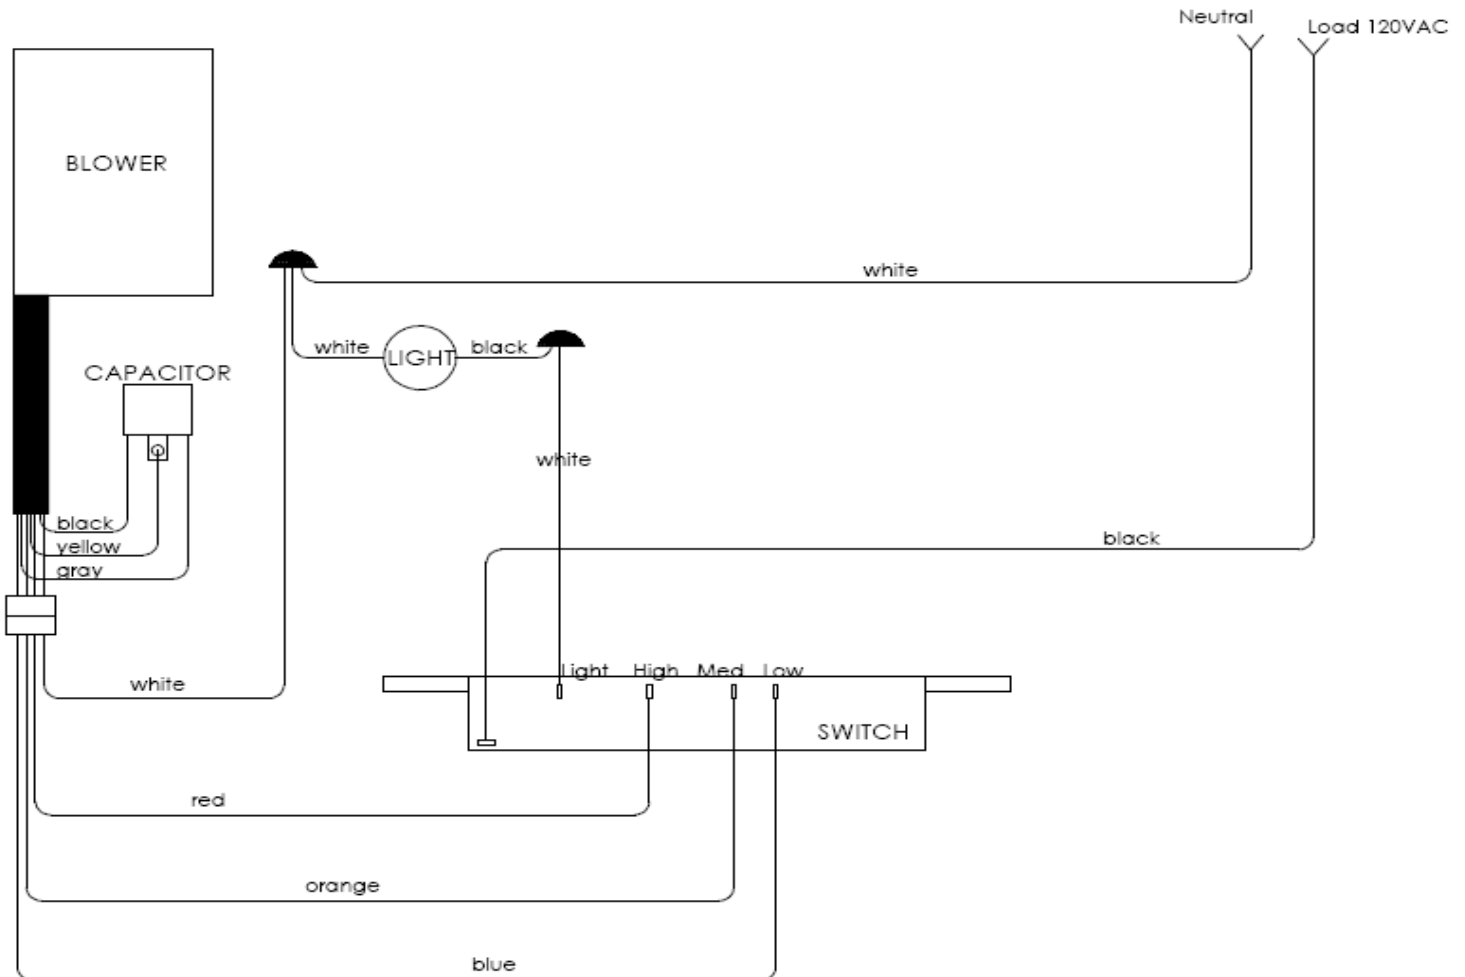 Neutral
Load 120VAC
BLOWER
white
white
LIGHT
black
CAPACITOR
white
black
yellow
gray
black
Light
High
Med
Low
white
SWITCH
red
orange
blue